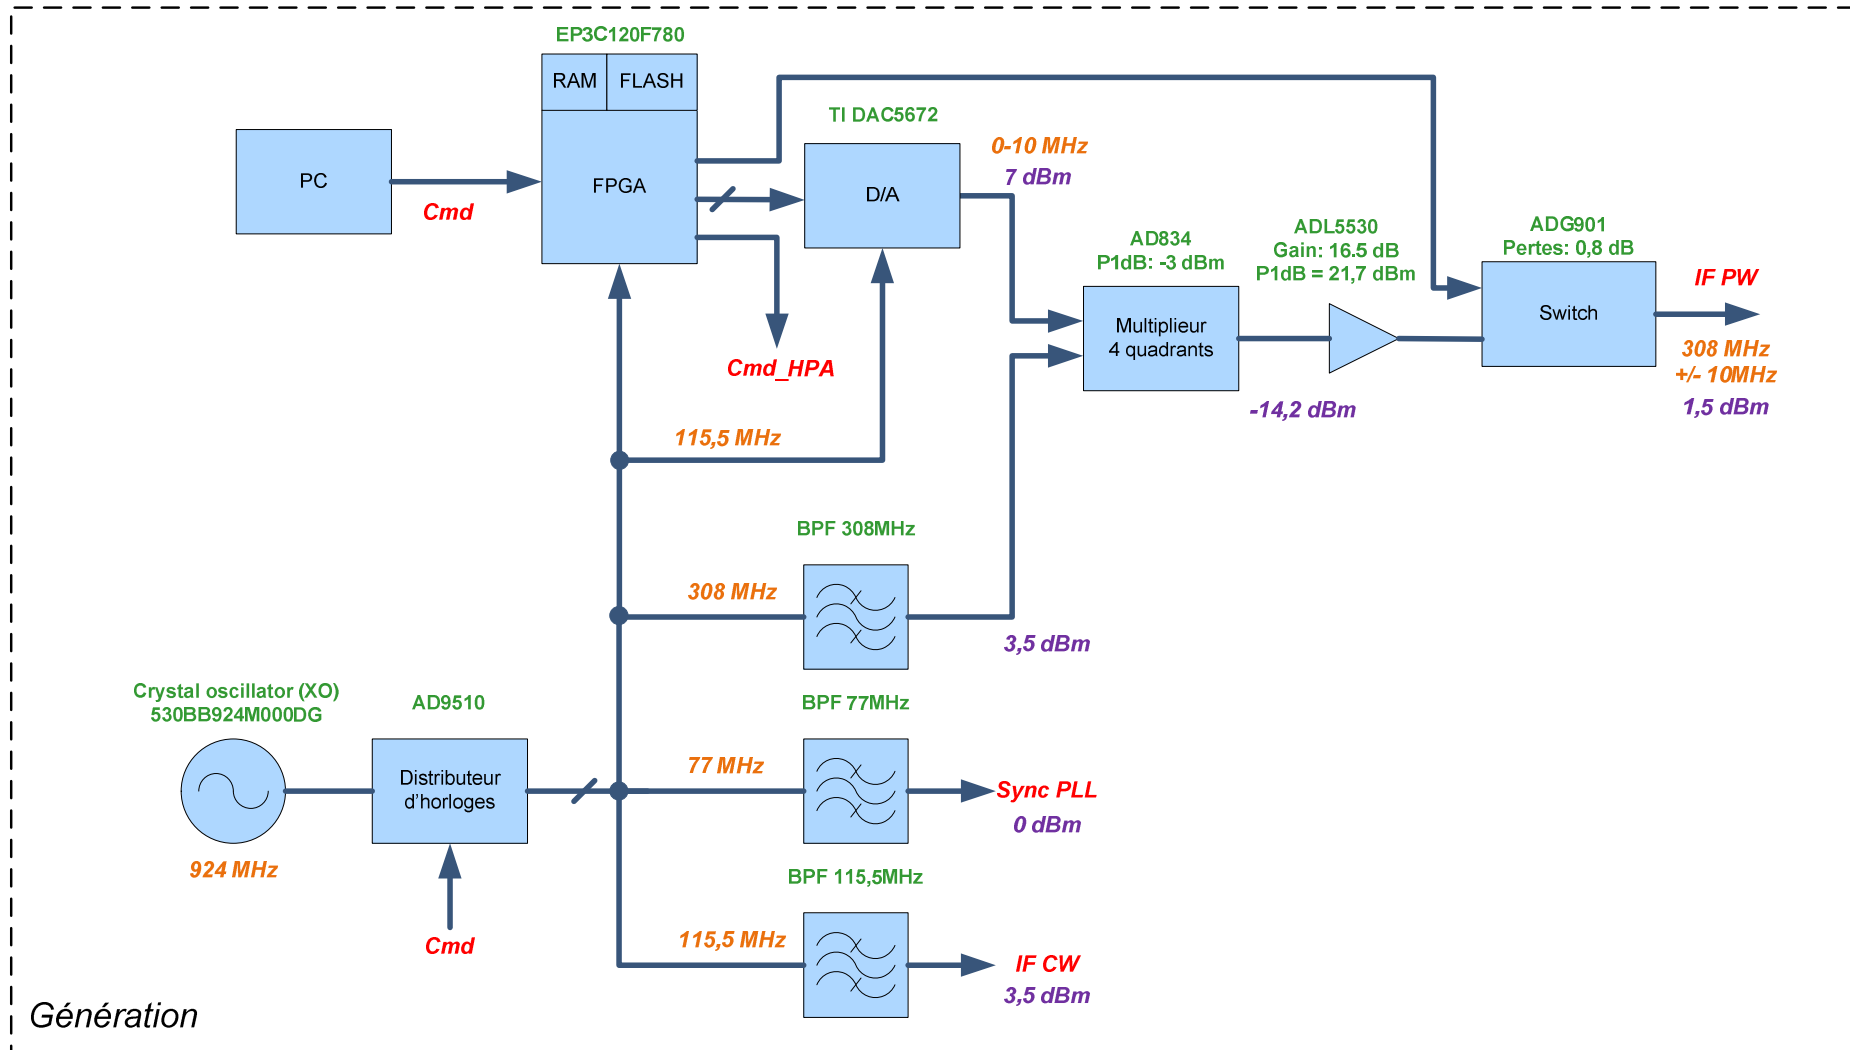 EP3C120F780
RAM
FLASH
FPGA
PC
Cmd
TI DAC5672
D/A
0-10 MHz
7 dBm
Cmd_HPA
AD834
P1dB: -3 dBm
Multiplieur
4 quadrants
-14,2 dBm
ADL5530
Gain: 16.5 dB
P1dB = 21,7 dBm
ADG901
Pertes: 0,8 dB
Switch
IF PW
308 MHz
+/- 10MHz
1,5 dBm
115,5 MHz
BPF 308MHz
308 MHz
3,5 dBm
Crystal oscillator (XO)
530BB924M000DG
924 MHz
AD9510
Distributeur
d'horloges
Cmd
BPF 77MHz
77 MHz
Sync PLL
0 dBm
BPF 115,5MHz
115,5 MHz
IF CW
3,5 dBm
Génération